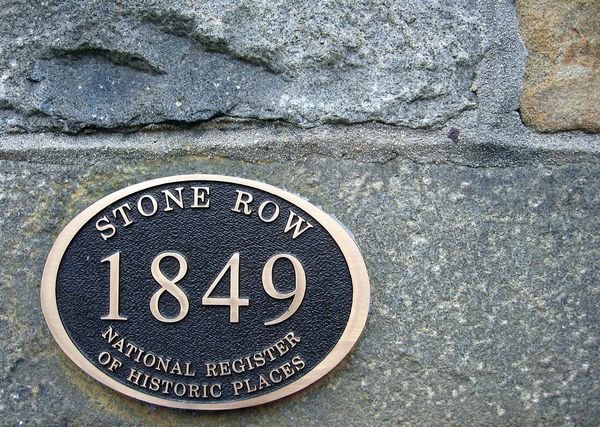 STONE ROW
1849
NATIONAL REGISTER
OF HISTORIC PLACES